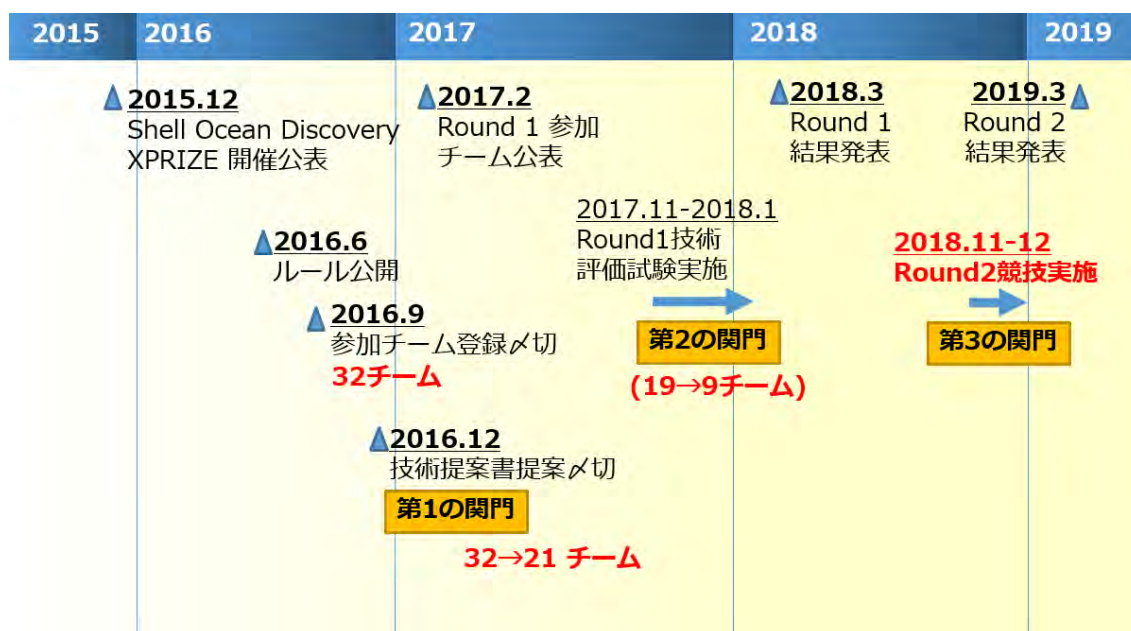 2015 2016 2017 2018 2019
2015.12
Shell Ocean Discovery
XPRIZE 開催公表
2017.2
Round 1 参加
チーム公表
2018.3
Round 1
結果発表
2019.3
Round 2
結果発表
2016.6
ルール公開
2017.11-2018.1
Round1技術
評価試験実施
2018.11-12
Round2競技実施
2016.9
参加チーム登録〆切
32チーム
第2の関門
(19→9チーム)
第3の関門
2016.12
技術提案書提案〆切
第1の関門
32→21 チーム